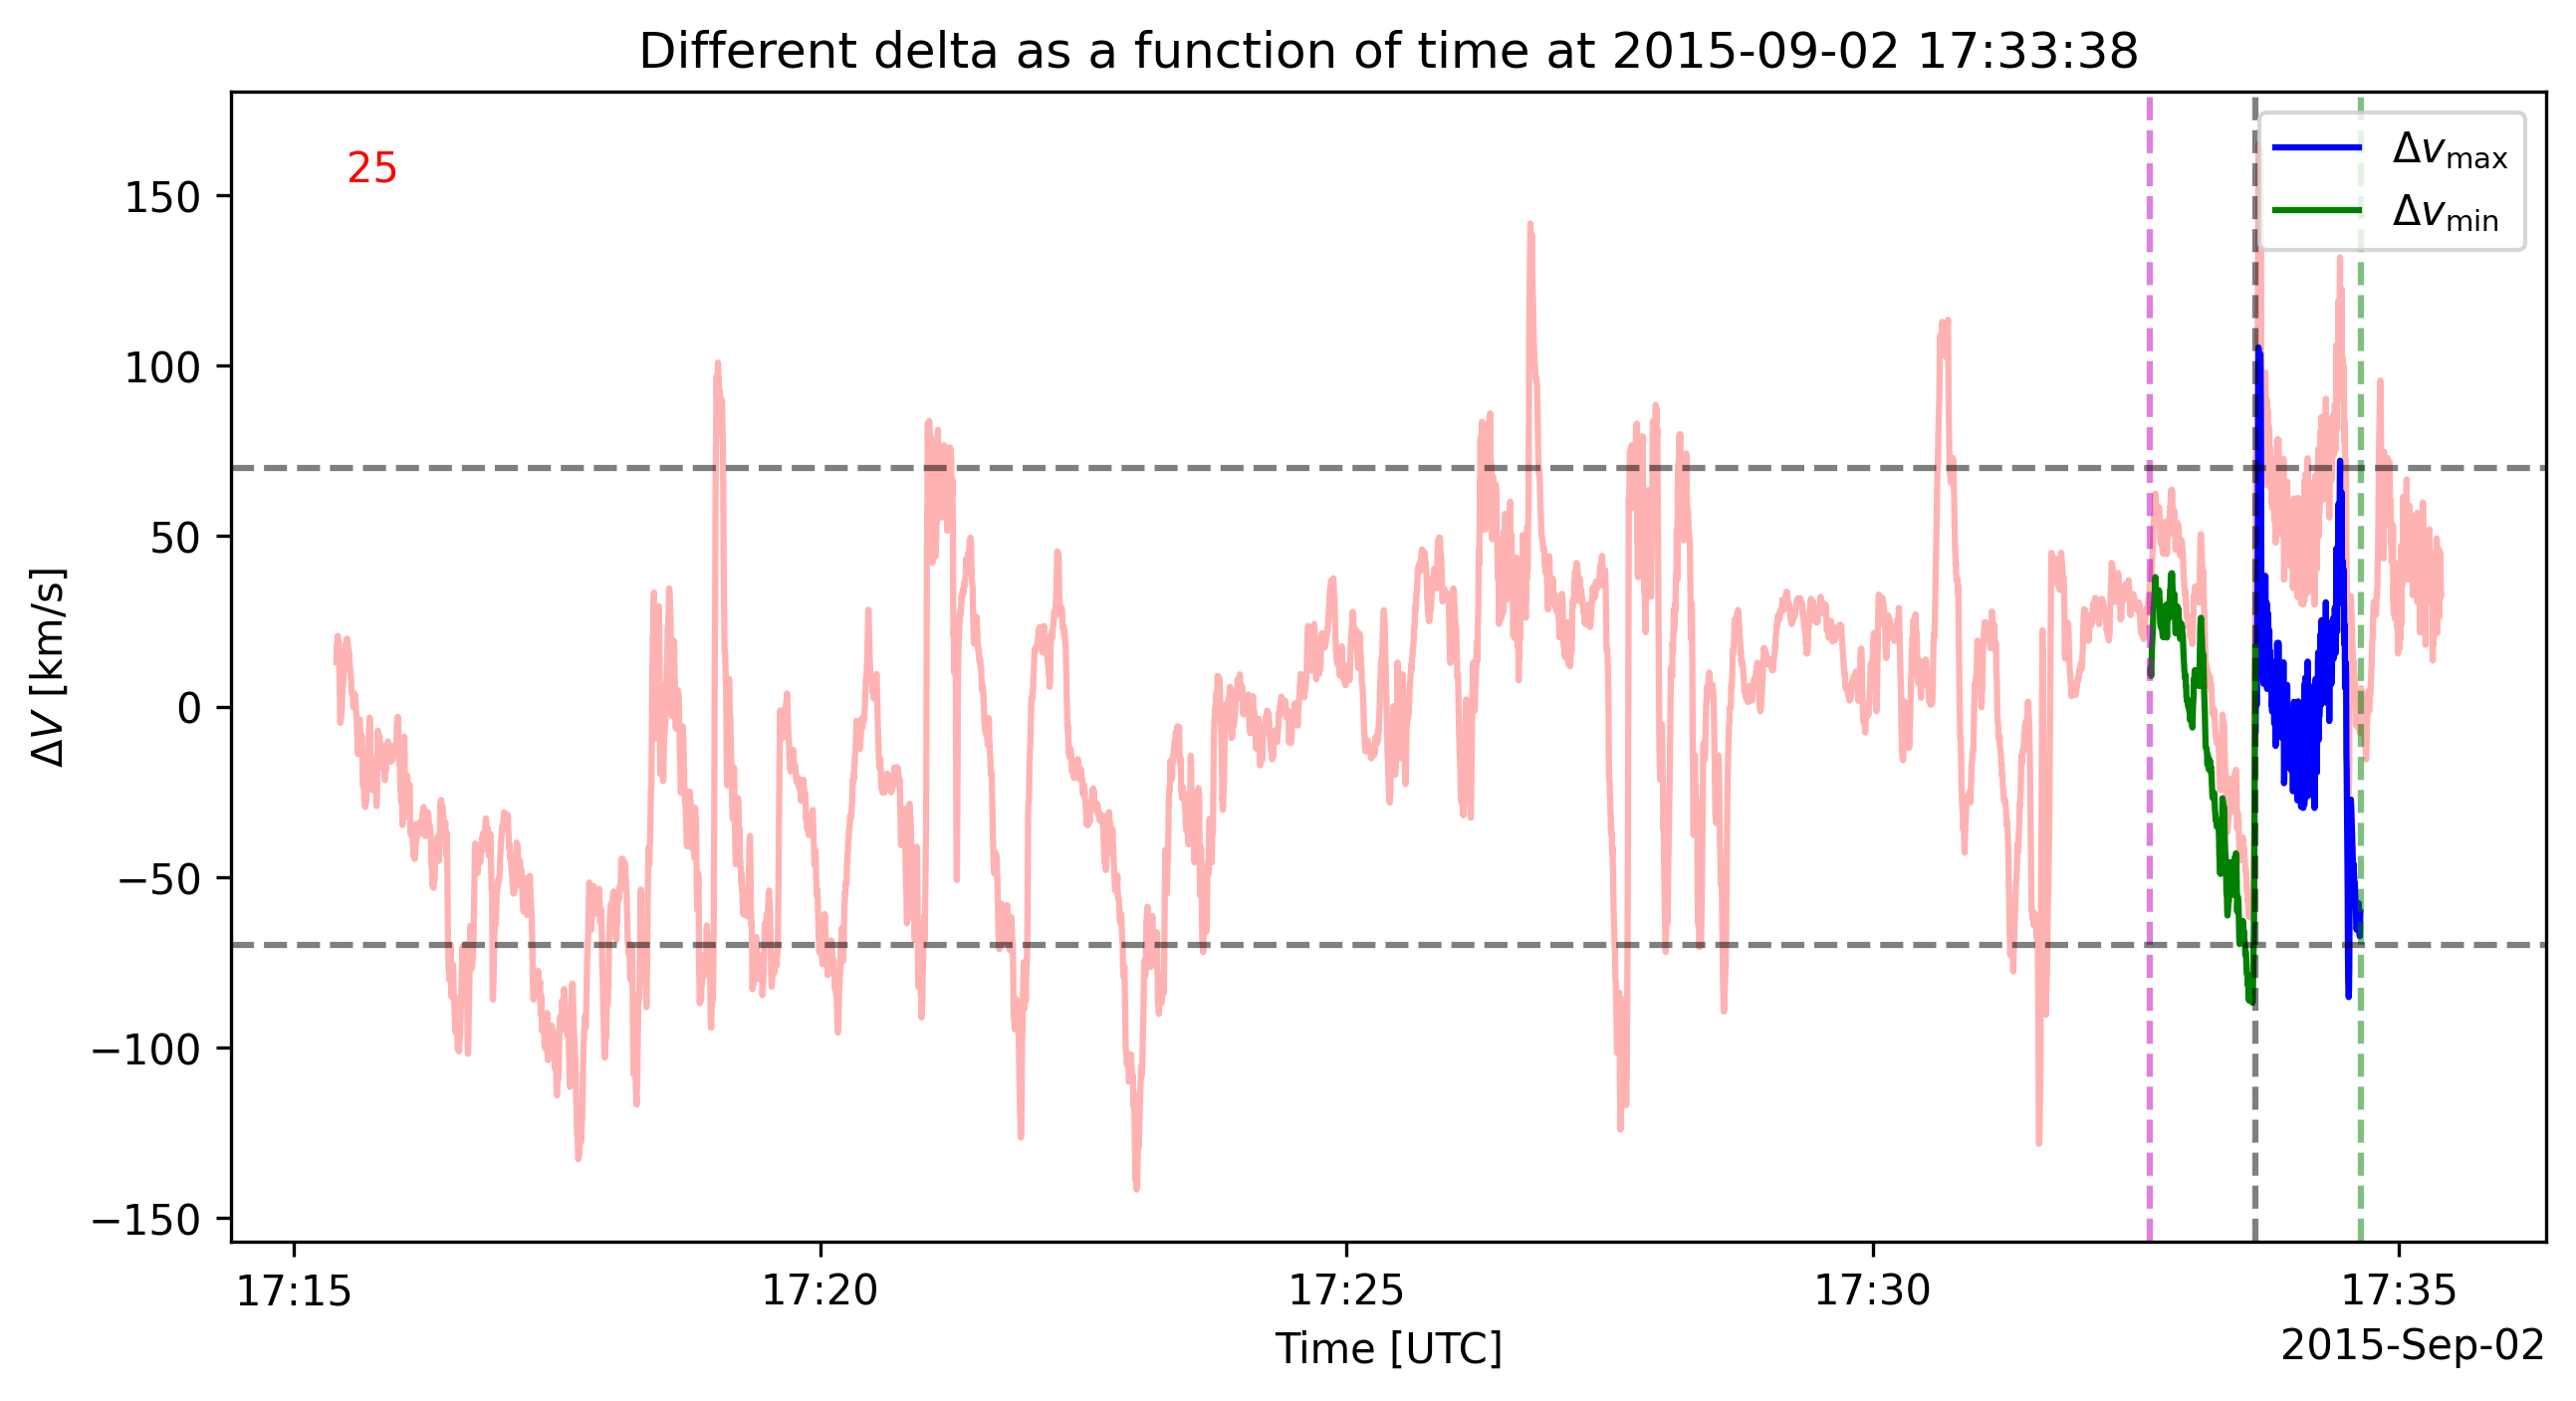 Different delta as a function of time at 2015-09-02 17:33:38
25
Δv_max
Δv_min
150
100
50
0
−50
−100
−150
ΔV [km/s]
17:15 17:20 17:25 17:30 17:35
Time [UTC]
2015-Sep-02